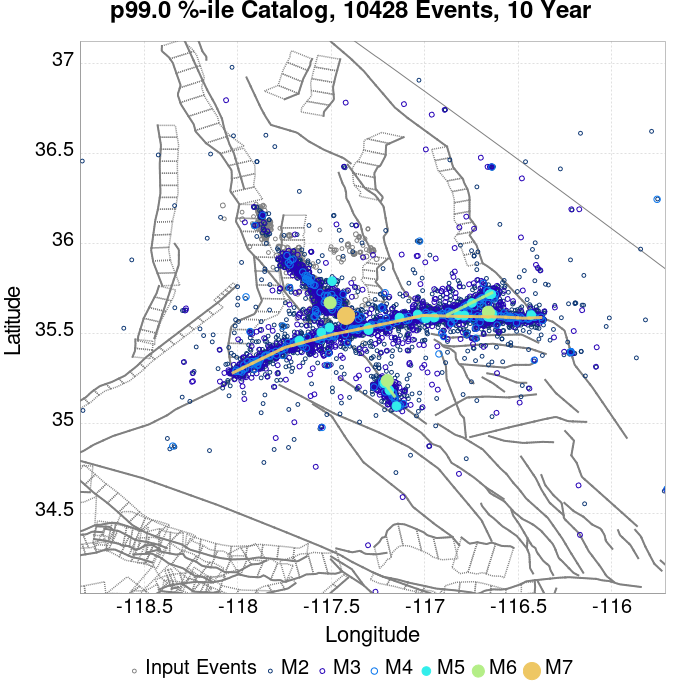 p99.0 %-ile Catalog, 10428 Events, 10 Year
37
36.5
36
35.5
35
34.5
Latitude
-118.5 -118 -117.5 -117 -116.5 -116
Longitude
Input Events M2 M3 M4 M5 M6 M7